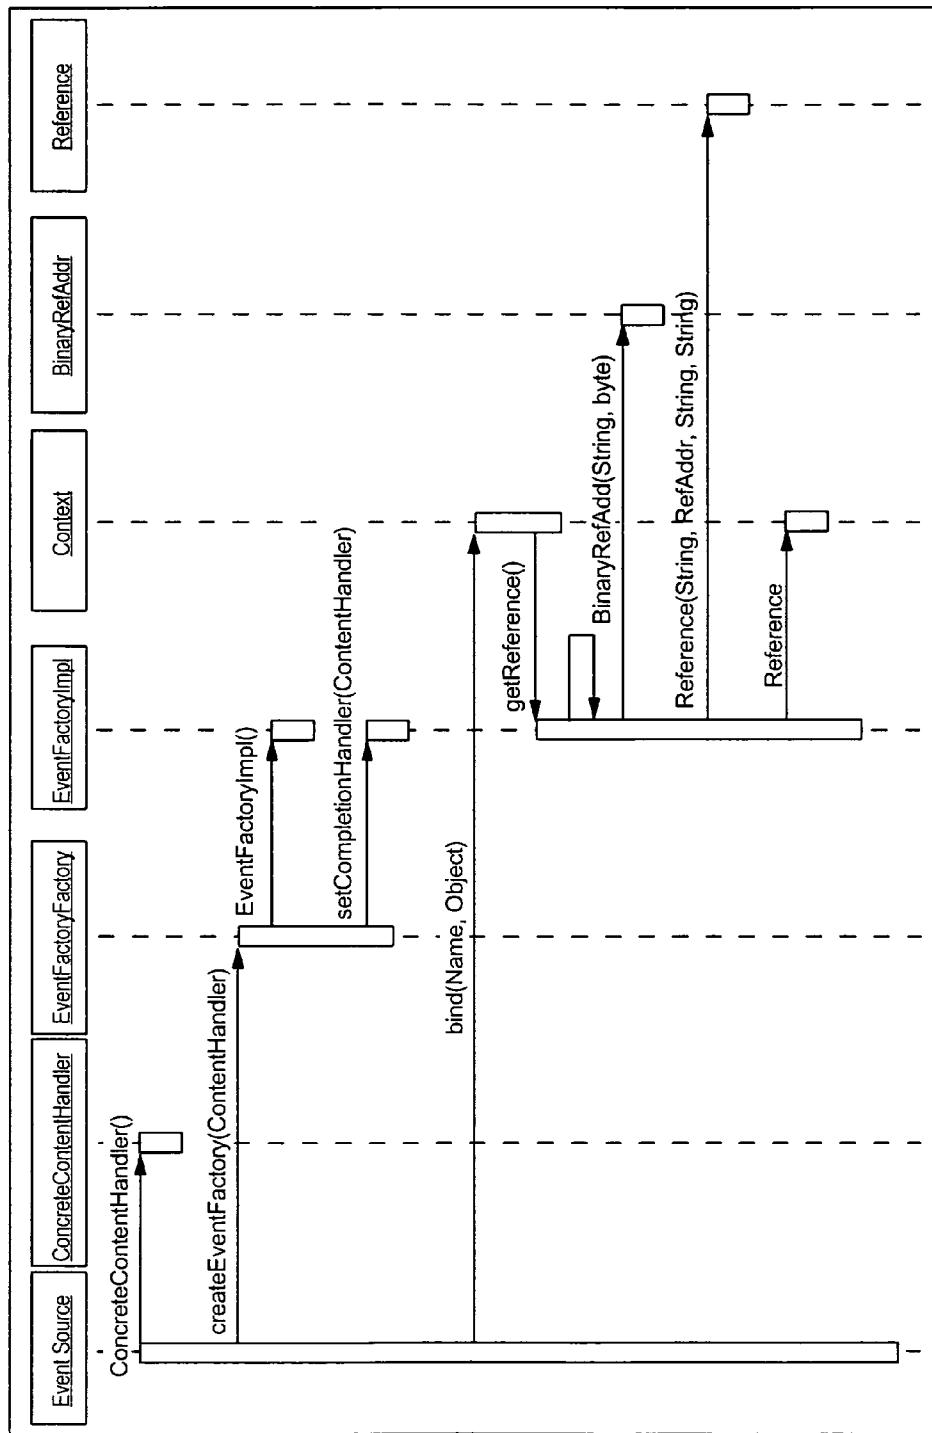 Event Source
ConcreteContentHandler
EventFactoryFactory
EventFactoryImpl
Context
BinaryRefAddr
Reference
ConcreteContentHandler()
createEventFactory(ContentHandler)
EventFactoryImpl()
setCompletionHandler(ContentHandler)
bind(Name, Object)
getReference()
BinaryRefAdd(String, byte)
Reference(String, RefAddr, String, String)
Reference